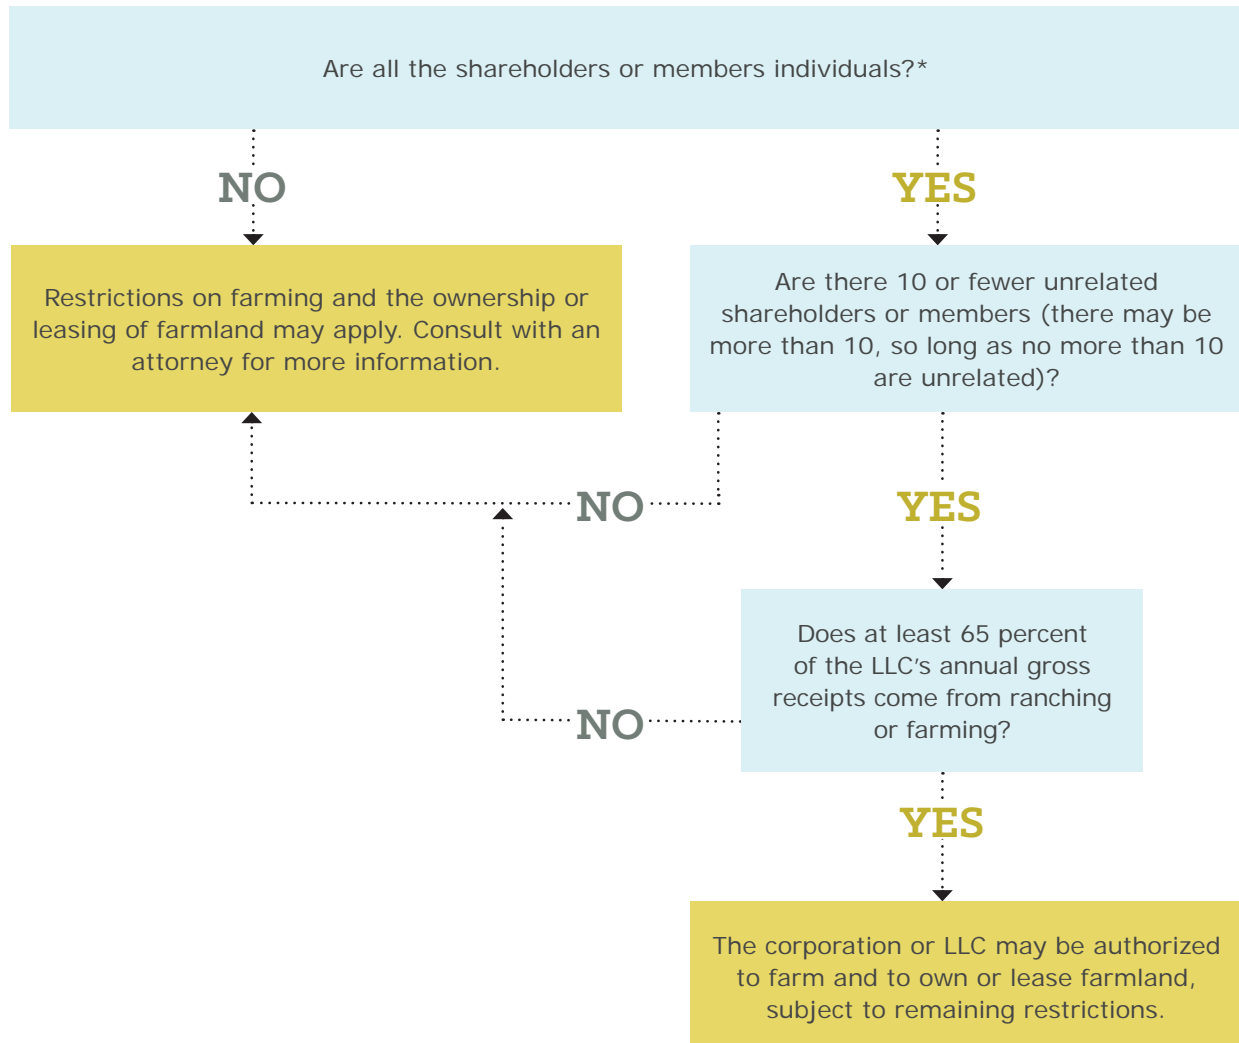 Are all the shareholders or members individuals?*
NO
YES
Restrictions on farming and the ownership or
leasing of farmland may apply. Consult with an
attorney for more information.
Are there 10 or fewer unrelated
shareholders or members (there may be
more than 10, so long as no more than 10
are unrelated)?
NO
YES
Does at least 65 percent
of the LLC’s annual gross
receipts come from ranching
or farming?
NO
YES
The corporation or LLC may be authorized
to farm and to own or lease farmland,
subject to remaining restrictions.